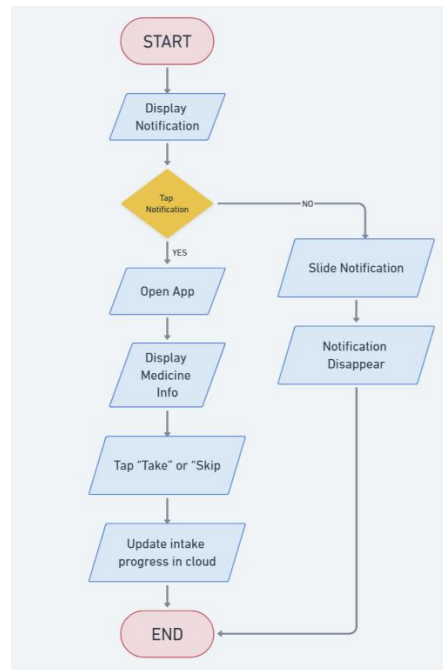 START
Display
Notification
Tap
Notification
NO
YES
Slide Notification
Open App
Notification
Disappear
Display
Medicine
Info
Tap "Take" or "Skip
Update intake
progress in cloud
END